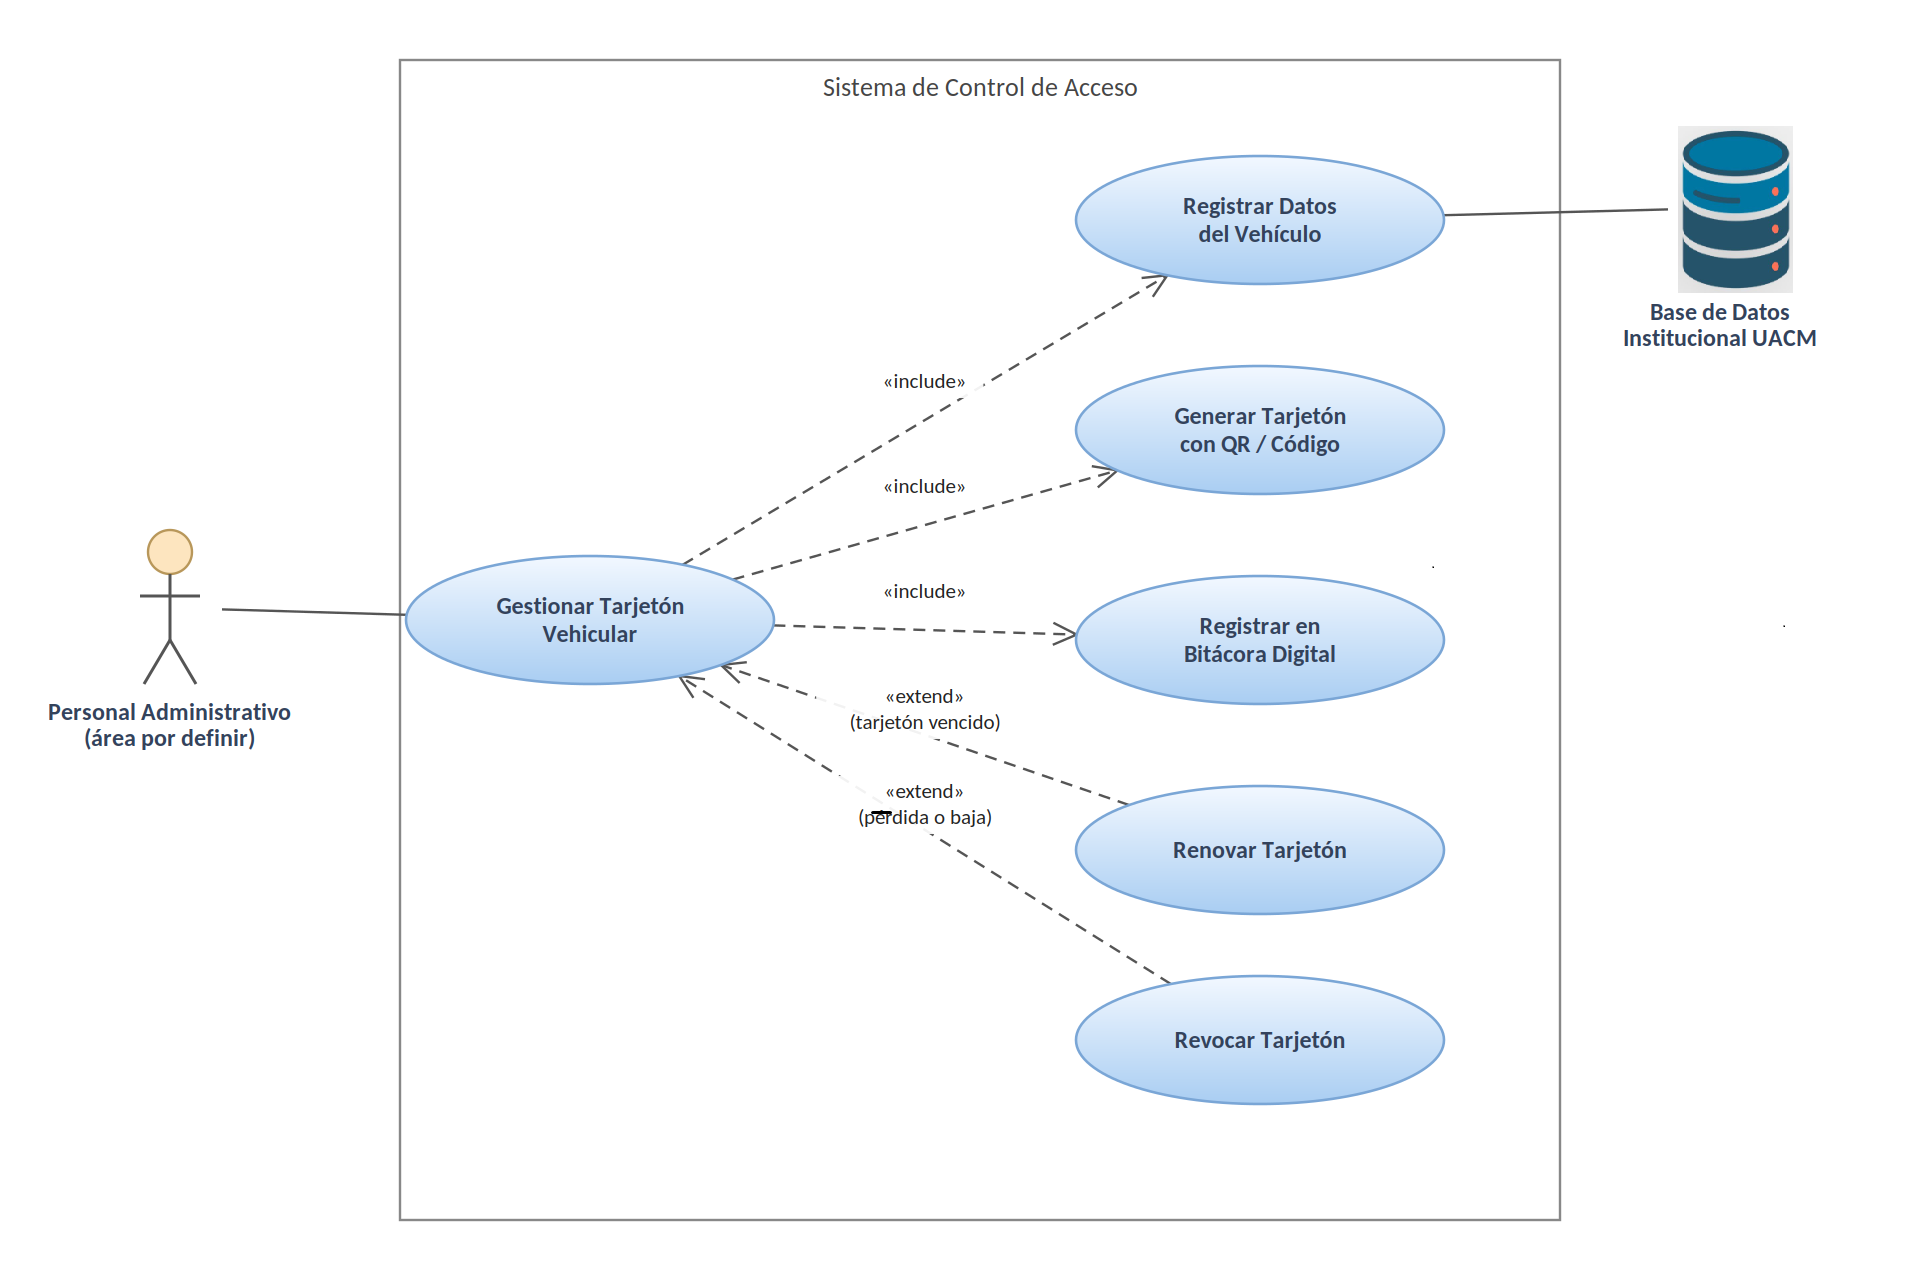 Sistema de Control de Acceso
Registrar Datos
del Vehículo
Base de Datos
Institucional UACM
«include»
Generar Tarjetón
con QR / Código
«include»
Gestionar Tarjetón
Vehicular
«include»
Registrar en
Bitácora Digital
Personal Administrativo
(área por definir)
«extend»
(tarjetón vencido)
«extend»
(pérdida o baja)
Renovar Tarjetón
Revocar Tarjetón